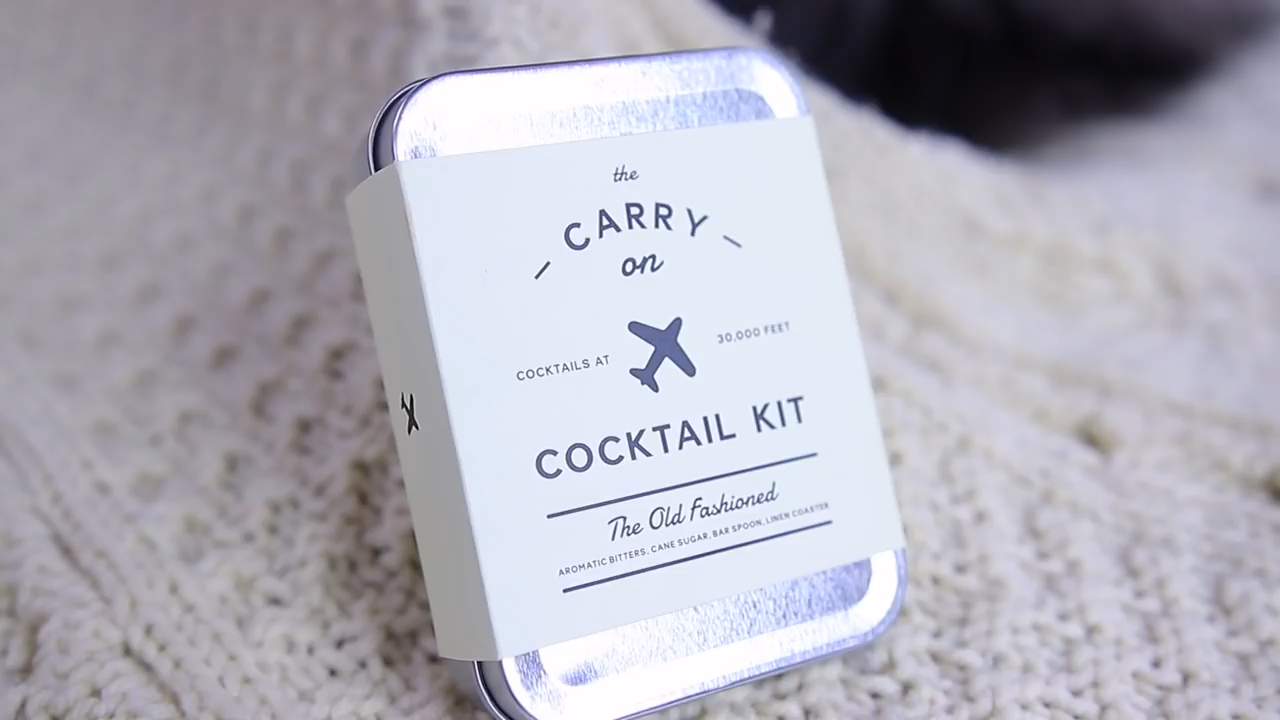 the
CARRY
on
COCKTAILS AT 30,000 FEET
COCKTAIL KIT
The Old Fashioned
AROMATIC BITTERS, CANE SUGAR, BAR SPOON, LINEN COASTER